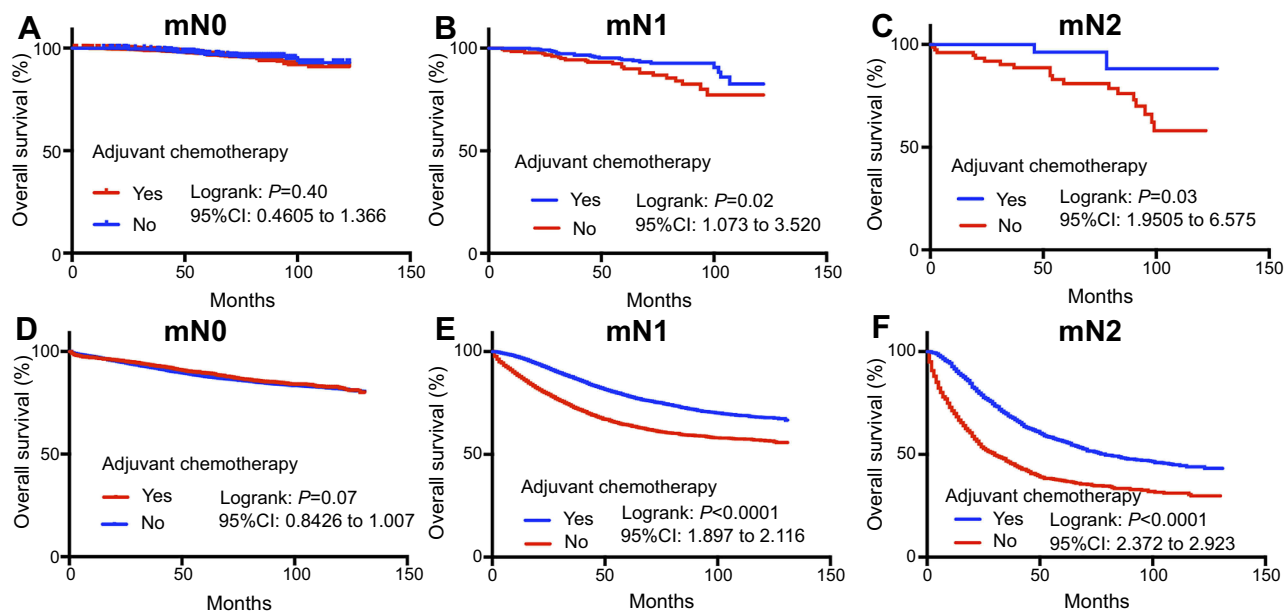 A mN0
Overall survival (%)
100
50
0
Adjuvant chemotherapy
Yes
No
Logrank: P=0.40
95%CI: 0.4605 to 1.366
0 50 100 150
Months
B mN1
Overall survival (%)
100
50
0
Adjuvant chemotherapy
Yes
No
Logrank: P=0.02
95%CI: 1.073 to 3.520
0 50 100 150
Months
C mN2
Overall survival (%)
100
50
0
Adjuvant chemotherapy
Yes
No
Logrank: P=0.03
95%CI: 1.9505 to 6.575
0 50 100 150
Months
D mN0
Overall survival (%)
100
50
0
Adjuvant chemotherapy
Yes
No
Logrank: P=0.07
95%CI: 0.8426 to 1.007
0 50 100 150
Months
E mN1
Overall survival (%)
100
50
0
Adjuvant chemotherapy
Yes
No
Logrank: P<0.0001
95%CI: 1.897 to 2.116
0 50 100 150
Months
F mN2
Overall survival (%)
100
50
0
Adjuvant chemotherapy
Yes
No
Logrank: P<0.0001
95%CI: 2.372 to 2.923
0 50 100 150
Months